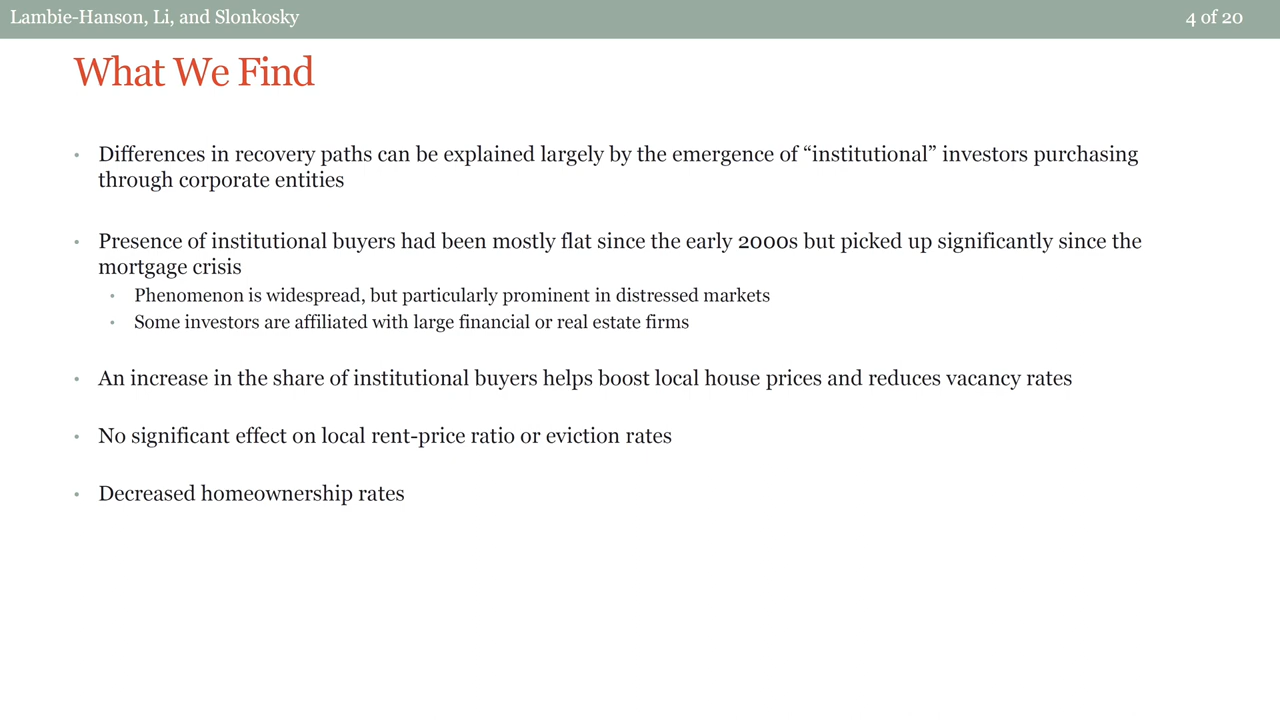 Lambie-Hanson, Li, and Slonkosky
4 of 20
What We Find
• Differences in recovery paths can be explained largely by the emergence of “institutional” investors purchasing
through corporate entities
• Presence of institutional buyers had been mostly flat since the early 2000s but picked up significantly since the
mortgage crisis
• Phenomenon is widespread, but particularly prominent in distressed markets
• Some investors are affiliated with large financial or real estate firms
• An increase in the share of institutional buyers helps boost local house prices and reduces vacancy rates
• No significant effect on local rent-price ratio or eviction rates
• Decreased homeownership rates